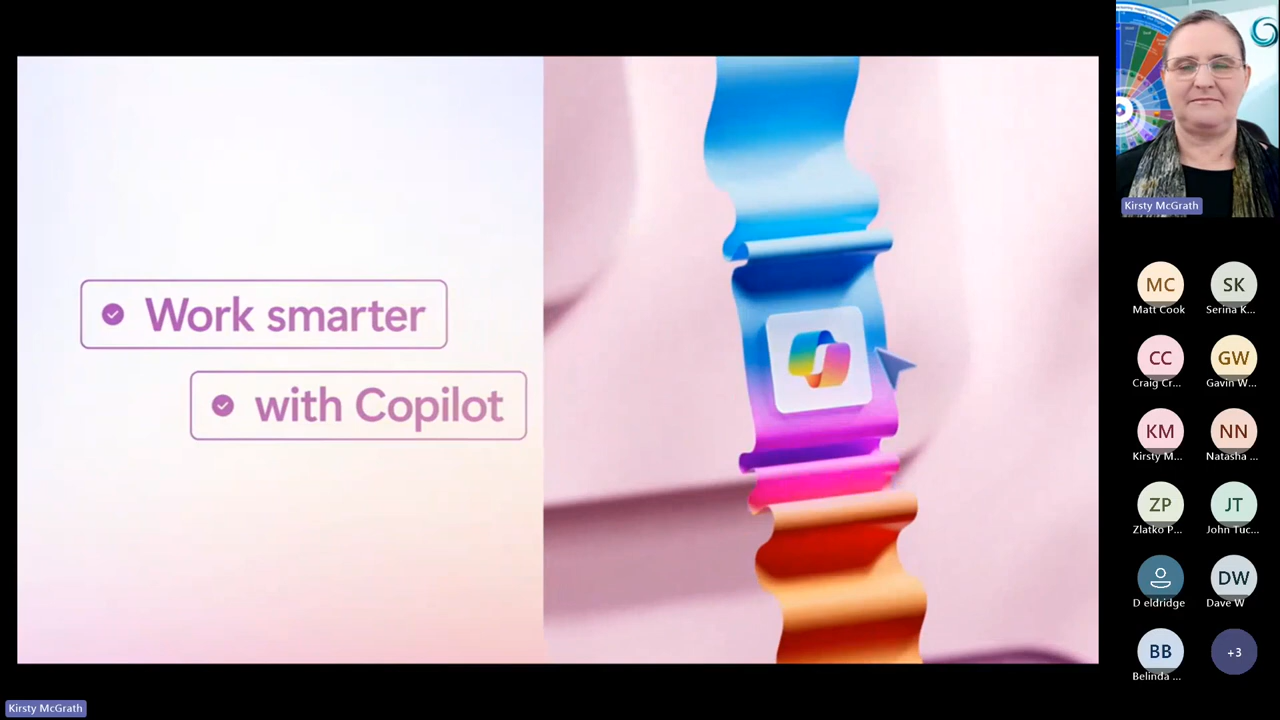 Work smarter
with Copilot
Kirsty McGrath
MC
SK
Matt Cook
Serina K...
CC
GW
Craig Cr...
Gavin W...
KM
NN
Kirsty M...
Natasha ...
ZP
JT
Zlatko P...
John Tuc...
DW
D eldridge
Dave W
BB
+3
Belinda ...
Kirsty McGrath